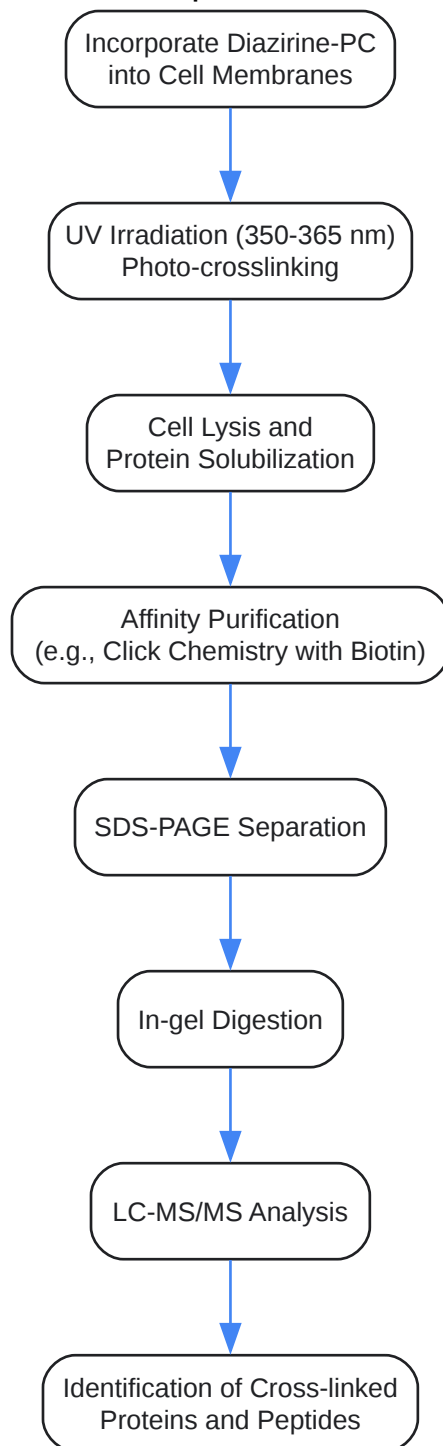 Incorporate Diazirine-PC
into Cell Membranes
UV Irradiation (350-365 nm)
Photo-crosslinking
Cell Lysis and
Protein Solubilization
Affinity Purification
(e.g., Click Chemistry with Biotin)
SDS-PAGE Separation
In-gel Digestion
LC-MS/MS Analysis
Identification of Cross-linked
Proteins and Peptides